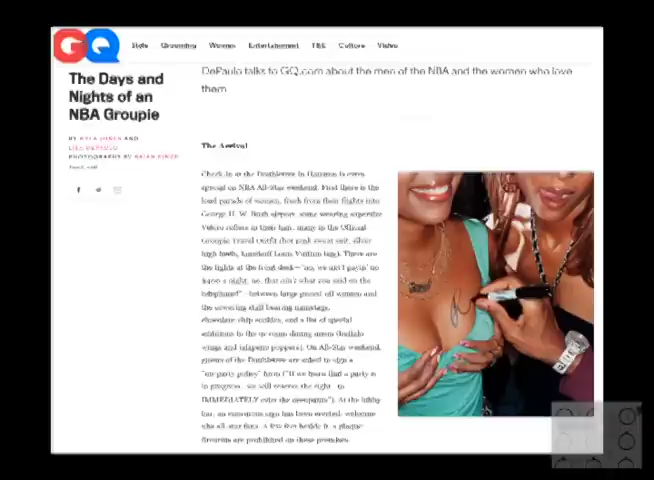 GQ
Style Grooming Women Entertainment Culture Video
The Days and
Nights of an
NBA Groupie
DePaulo talks to GQ.com about the men of the NBA and the women who love
them
The Arrival
Check-in at the Doubletree in Houston is even
special on NBA All-Star weekend. First there is the
loud parade of women, fresh from their flights into
George H. W. Bush airport, some wearing supersize
Velcro rollers in their hair, many in the Official
Groupie Travel Outfit (hot pink sweat suit, silver
high heels, knockoff Louis Vuitton bag). There are
the fights at the front desk—"no, we ain't payin' no
a night, no, that ain't what you said on the
telephone!"—between large groups of women and
the cowering staff bearing nametags,
chocolate chip cookies, and a list of special
additions to the in-room dining menu (buffalo
wings and jalapeño poppers). On All-Star weekend,
guests of the Doubletree are asked to sign a
"no party policy" form ("If we learn that a party is
in progress, we will reserve the right to
IMMEDIATELY evict the occupants"). At the lobby
bar, an enormous sign has been erected: welcome
nba all-star fans. A few feet beside it, a plaque:
firearms are prohibited on these premises.